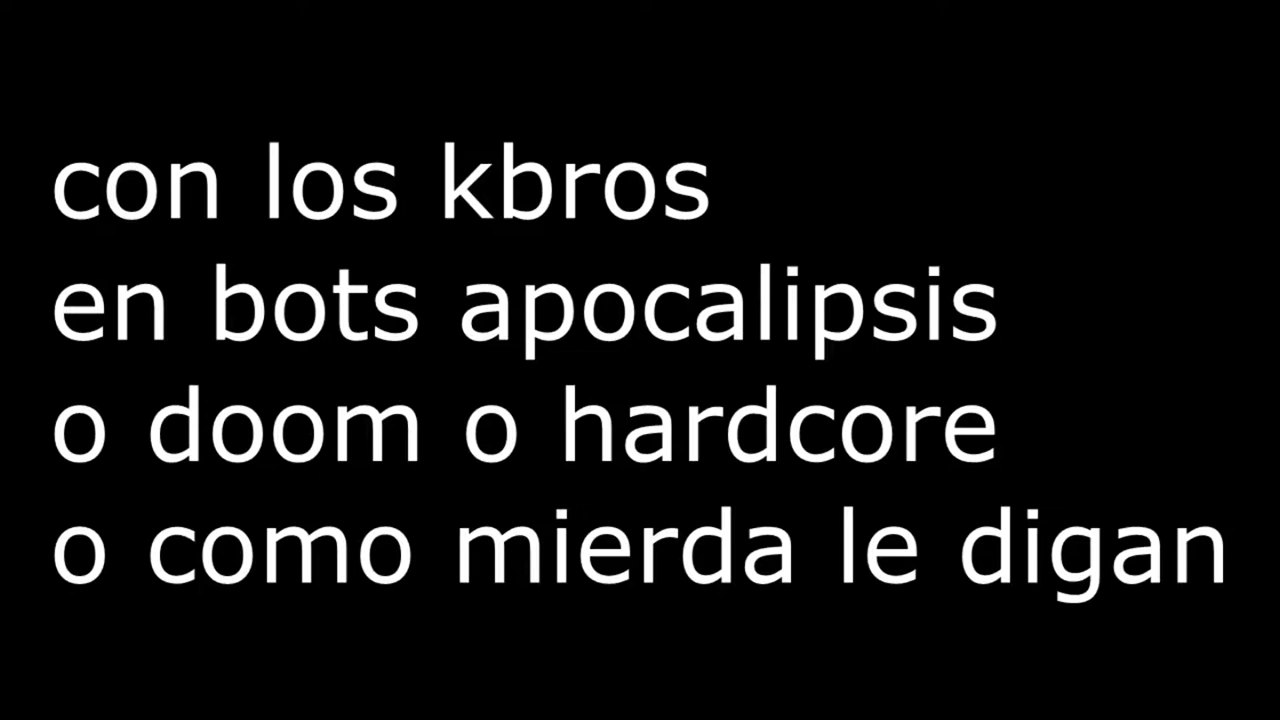 con los kbros
en bots apocalipsis
o doom o hardcore
o como mierda le digan